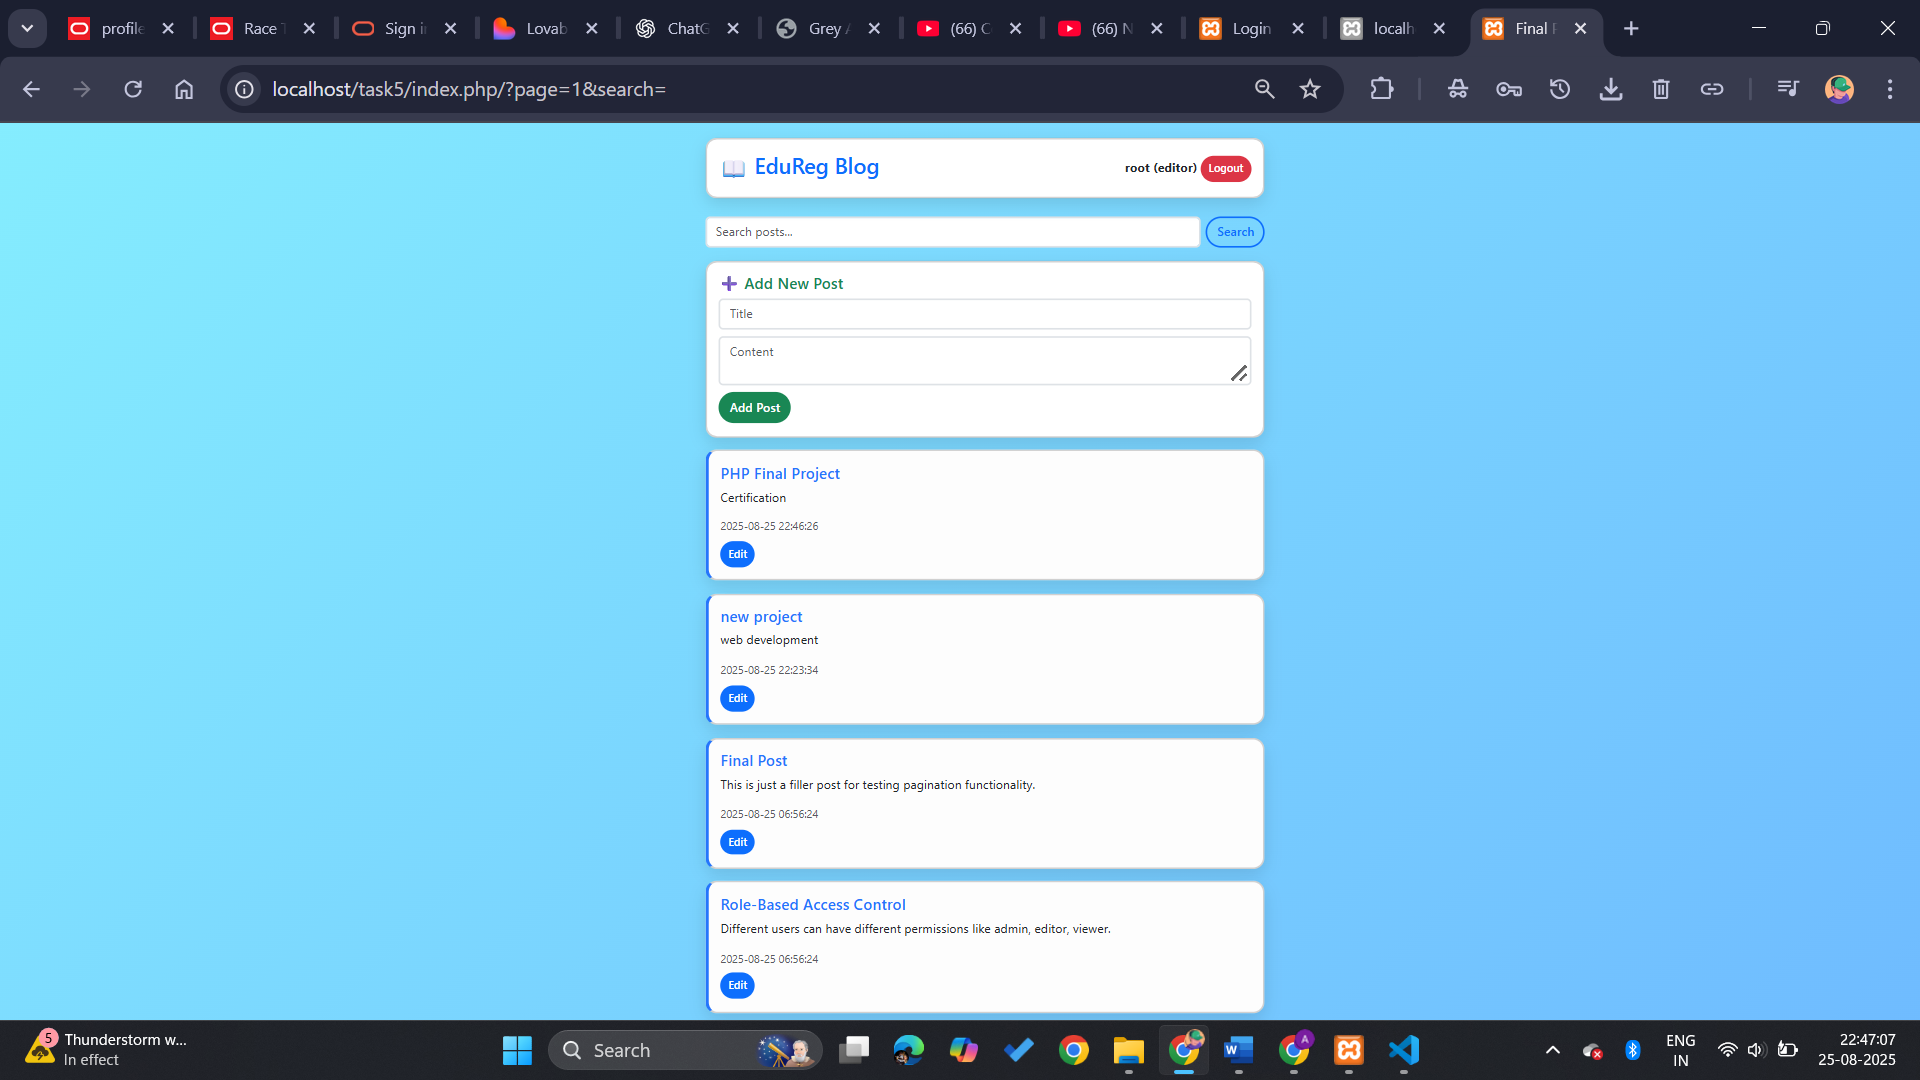 profile
Race T
Sign i
Lovab
ChatG
Grey A
(66) C
(66) N
Login
localh
Final P
localhost/task5/index.php/?page=1&search=
EduReg Blog
root (editor) Logout
Search posts...
Search
Add New Post
Title
Content
Add Post
PHP Final Project
Certification
2025-08-25 22:46:26
Edit
new project
web development
2025-08-25 22:23:34
Edit
Final Post
This is just a filler post for testing pagination functionality.
2025-08-25 06:56:24
Edit
Role-Based Access Control
Different users can have different permissions like admin, editor, viewer.
2025-08-25 06:56:24
Edit
5
Thunderstorm w...
In effect
Search
A
ENG
IN
22:47:07
25-08-2025